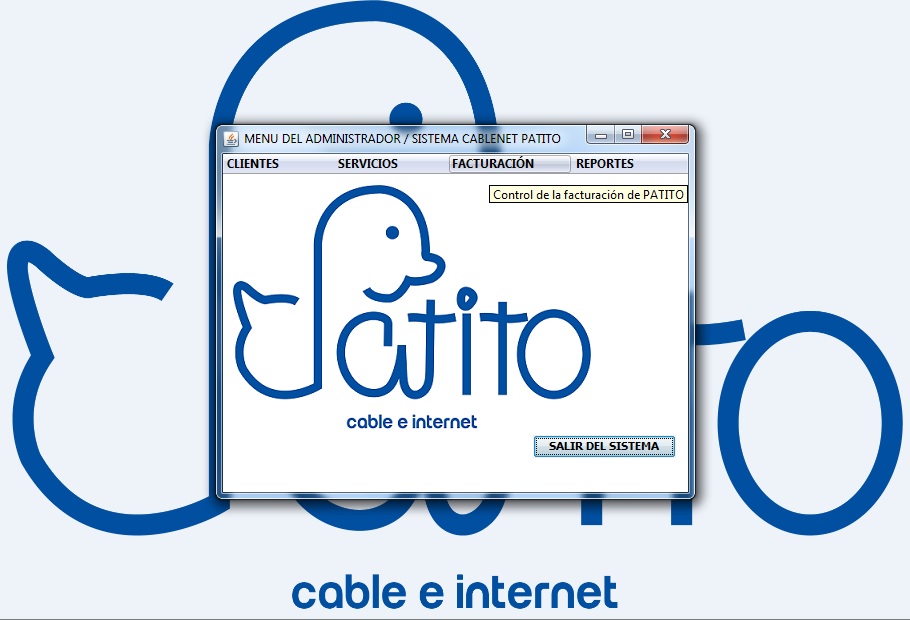 MENU DEL ADMINISTRADOR / SISTEMA CABLENET PATITO
CLIENTES SERVICIOS FACTURACIÓN REPORTES
Control de la facturación de PATITO
Patito
cable e internet
SALIR DEL SISTEMA
cable e internet